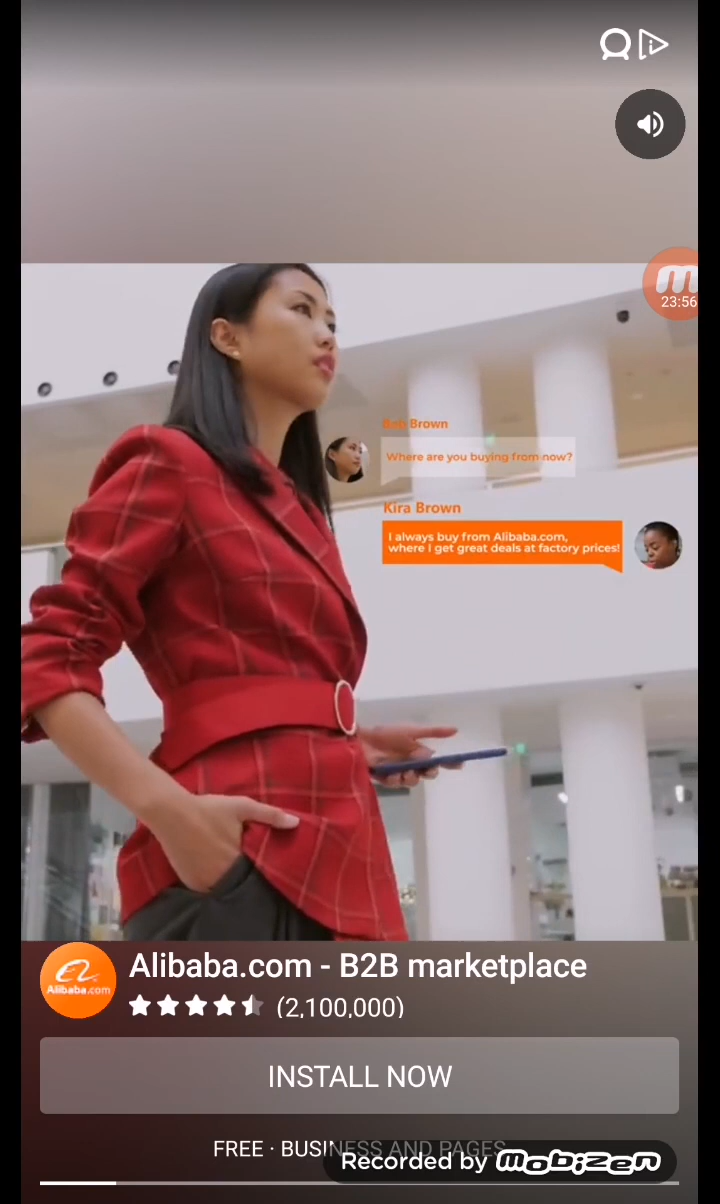 23:56
Bob Brown
Where are you buying from now?
Kira Brown
I always buy from Alibaba.com,
where I get great deals at factory prices!
Alibaba.com
Alibaba.com - B2B marketplace
(2,100,000)
INSTALL NOW
FREE · BUSINESS AND PAGES
Recorded by mobizen